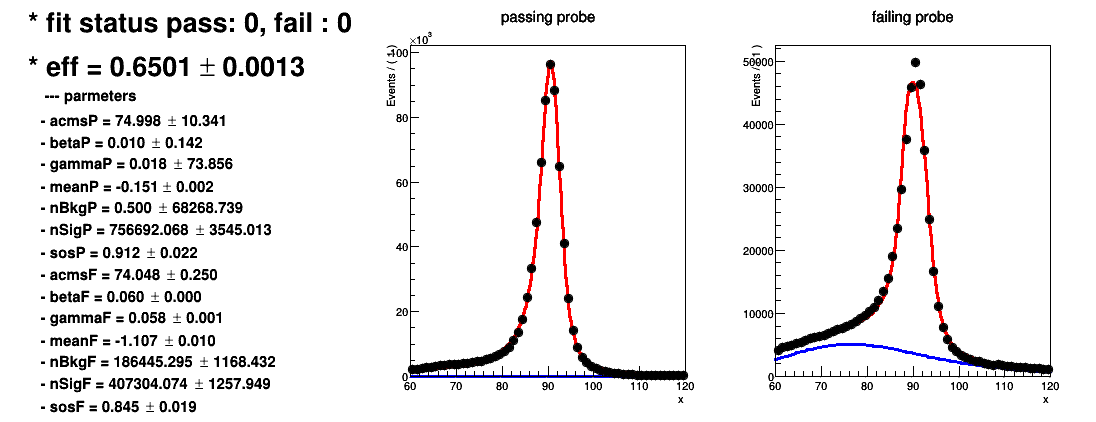 * fit status pass: 0, fail : 0
* eff = 0.6501 ± 0.0013
--- parmeters
- acmsP = 74.998 ± 10.341
- betaP = 0.010 ± 0.142
- gammaP = 0.018 ± 73.856
- meanP = -0.151 ± 0.002
- nBkgP = 0.500 ± 68268.739
- nSigP = 756692.068 ± 3545.013
- sosP = 0.912 ± 0.022
- acmsF = 74.048 ± 0.250
- betaF = 0.060 ± 0.000
- gammaF = 0.058 ± 0.001
- meanF = -1.107 ± 0.010
- nBkgF = 186445.295 ± 1168.432
- nSigF = 407304.074 ± 1257.949
- sosF = 0.845 ± 0.019
passing probe
×10³
Events / ( 1 )
100
80
60
40
20
0
60 70 80 90 100 110 120
x
failing probe
Events / ( 1 )
50000
40000
30000
20000
10000
0
60 70 80 90 100 110 120
x